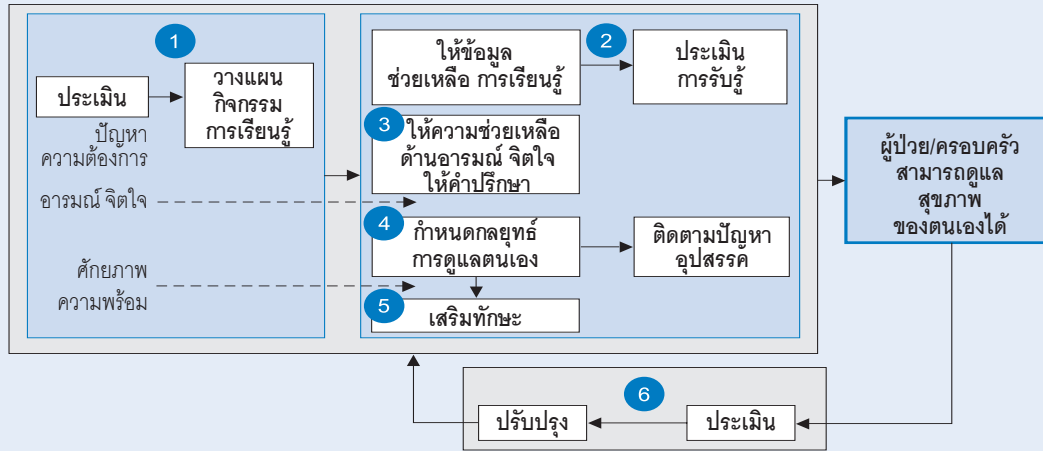 1
ประเมิน
วางแผน
กิจกรรม
การเรียนรู้
ปัญหา
ความต้องการ
อารมณ์ จิตใจ
ศักยภาพ
ความพร้อม
ให้ข้อมูล
ช่วยเหลือ การเรียนรู้
2
ประเมิน
การรับรู้
3
ให้ความช่วยเหลือ
ด้านอารมณ์ จิตใจ
ให้คำปรึกษา
4
กำหนดกลยุทธ์
การดูแลตนเอง
ติดตามปัญหา
อุปสรรค
5
เสริมทักษะ
ผู้ป่วย/ครอบครัว
สามารถดูแล
สุขภาพ
ของตนเองได้
6
ปรับปรุง
ประเมิน